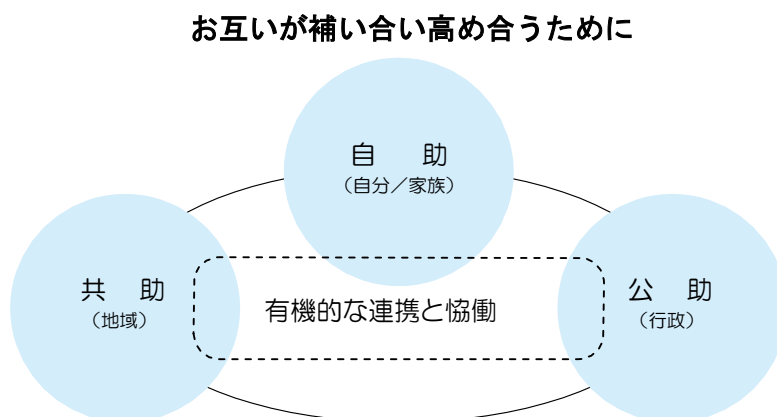 お互いが補い合い高め合うために
自　助
（自分／家族）
共　助
（地域）
有機的な連携と恊働
公　助
（行政）